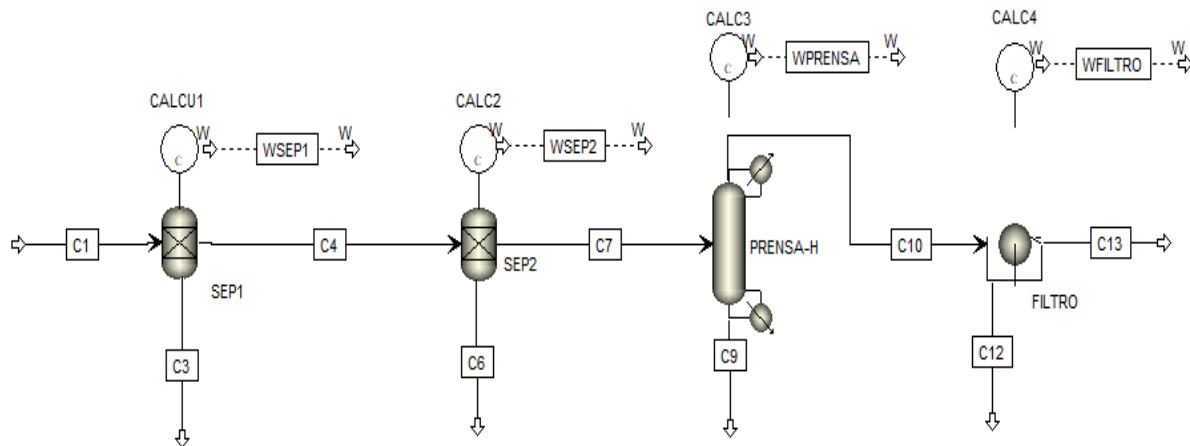 CALC3
W
WPRENSA
W
C
CALC4
W
WFILTRO
W
C
CALCU1
W
WSEP1
W
C
CALC2
W
WSEP2
W
C
C1
C4
C7
C10
C13
SEP1
SEP2
PRENSA-H
FILTRO
C3
C6
C9
C12